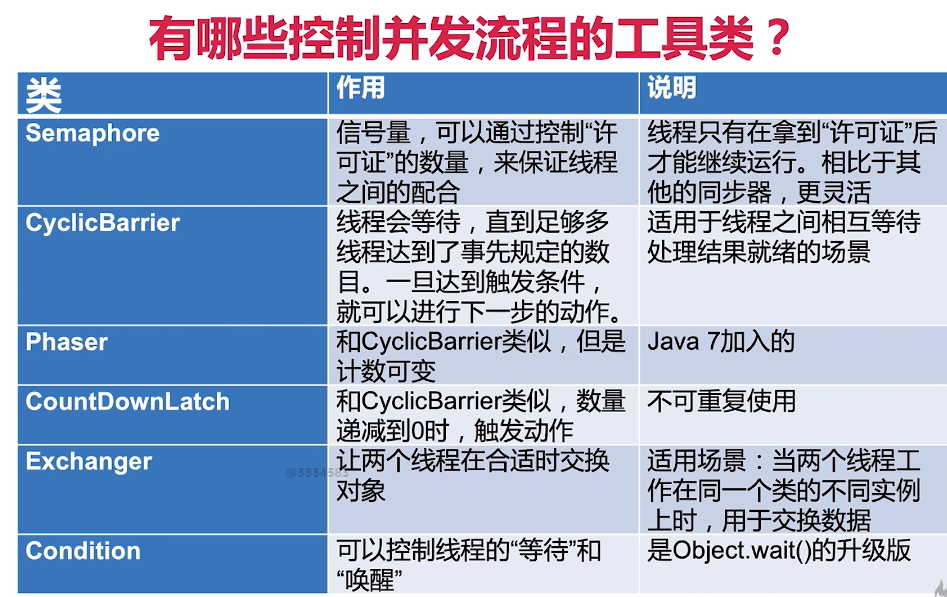 有哪些控制并发流程的工具类？
类
作用
说明
Semaphore
信号量，可以通过控制“许
可证”的数量，来保证线程
之间的配合
线程只有在拿到“许可证”后
才能继续运行。相比于其
他的同步器，更灵活
CyclicBarrier
线程会等待，直到足够多
线程达到了事先规定的数
目。一旦达到触发条件，
就可以进行下一步的动作。
适用于线程之间相互等待
处理结果就绪的场景
Phaser
和CyclicBarrier类似，但是
计数可变
Java 7加入的
CountDownLatch
和CyclicBarrier类似，数量
递减到0时，触发动作
不可重复使用
Exchanger
@3334583
让两个线程在合适时交换
对象
适用场景：当两个线程工
作在同一个类的不同实例
上时，用于交换数据
Condition
可以控制线程的“等待”和
“唤醒”
是Object.wait()的升级版